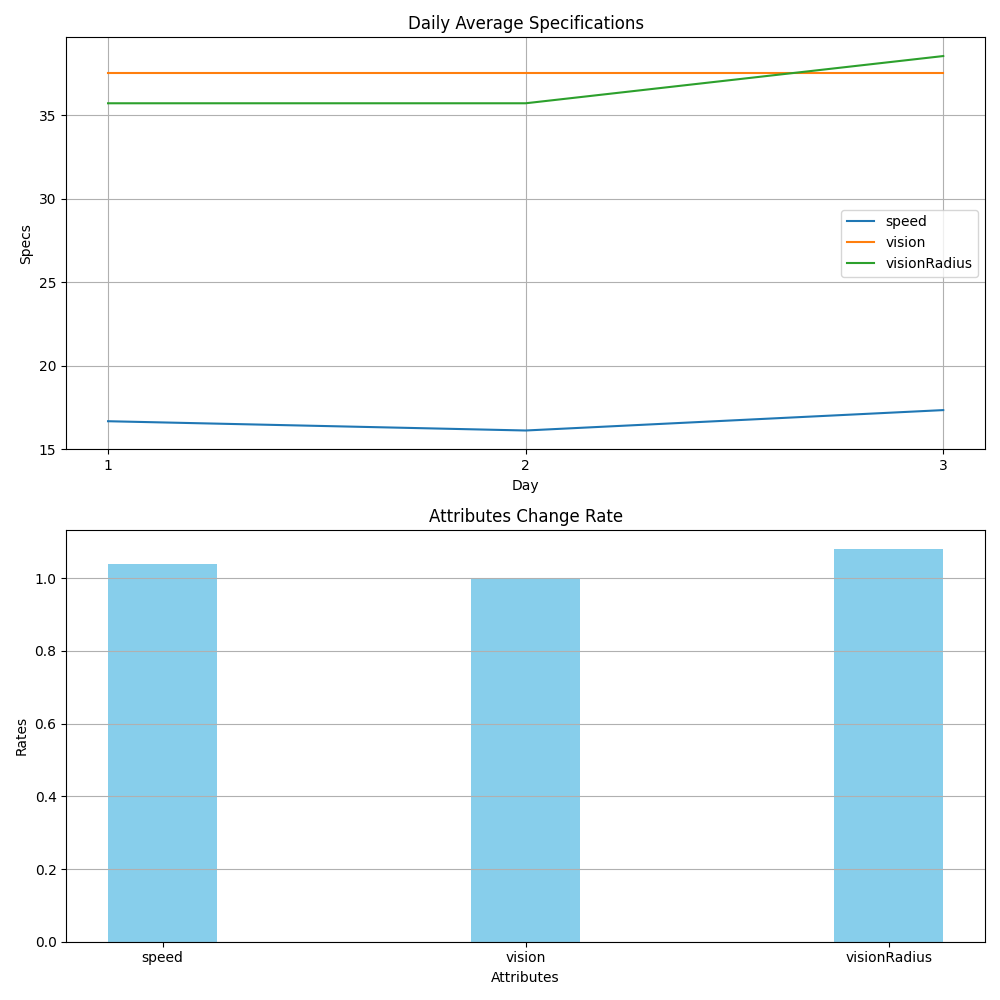 Daily Average Specifications
35
30
25
20
15
Specs
speed
vision
visionRadius
1 2 3
Day
Attributes Change Rate
1.0
0.8
0.6
0.4
0.2
0.0
Rates
speed vision visionRadius
Attributes